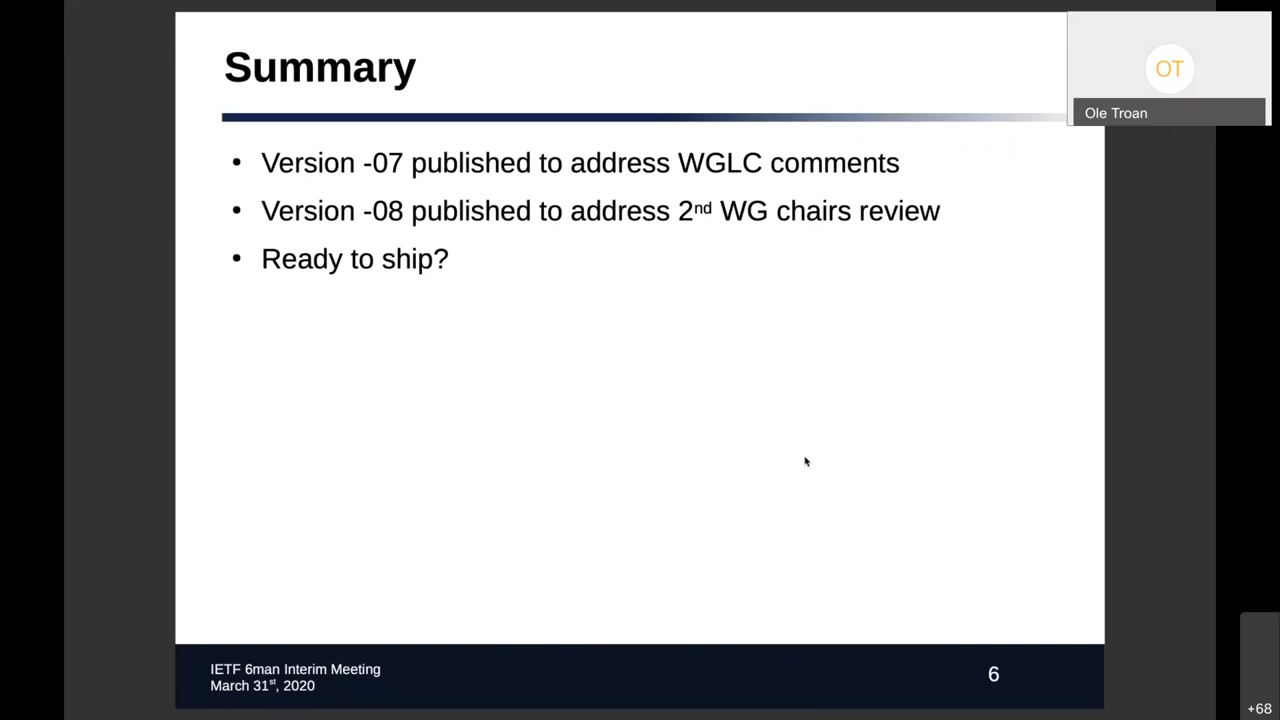 Summary
OT
Ole Troan
• Version -07 published to address WGLC comments
• Version -08 published to address 2nd WG chairs review
• Ready to ship?
IETF 6man Interim Meeting
March 31st, 2020
6
+68